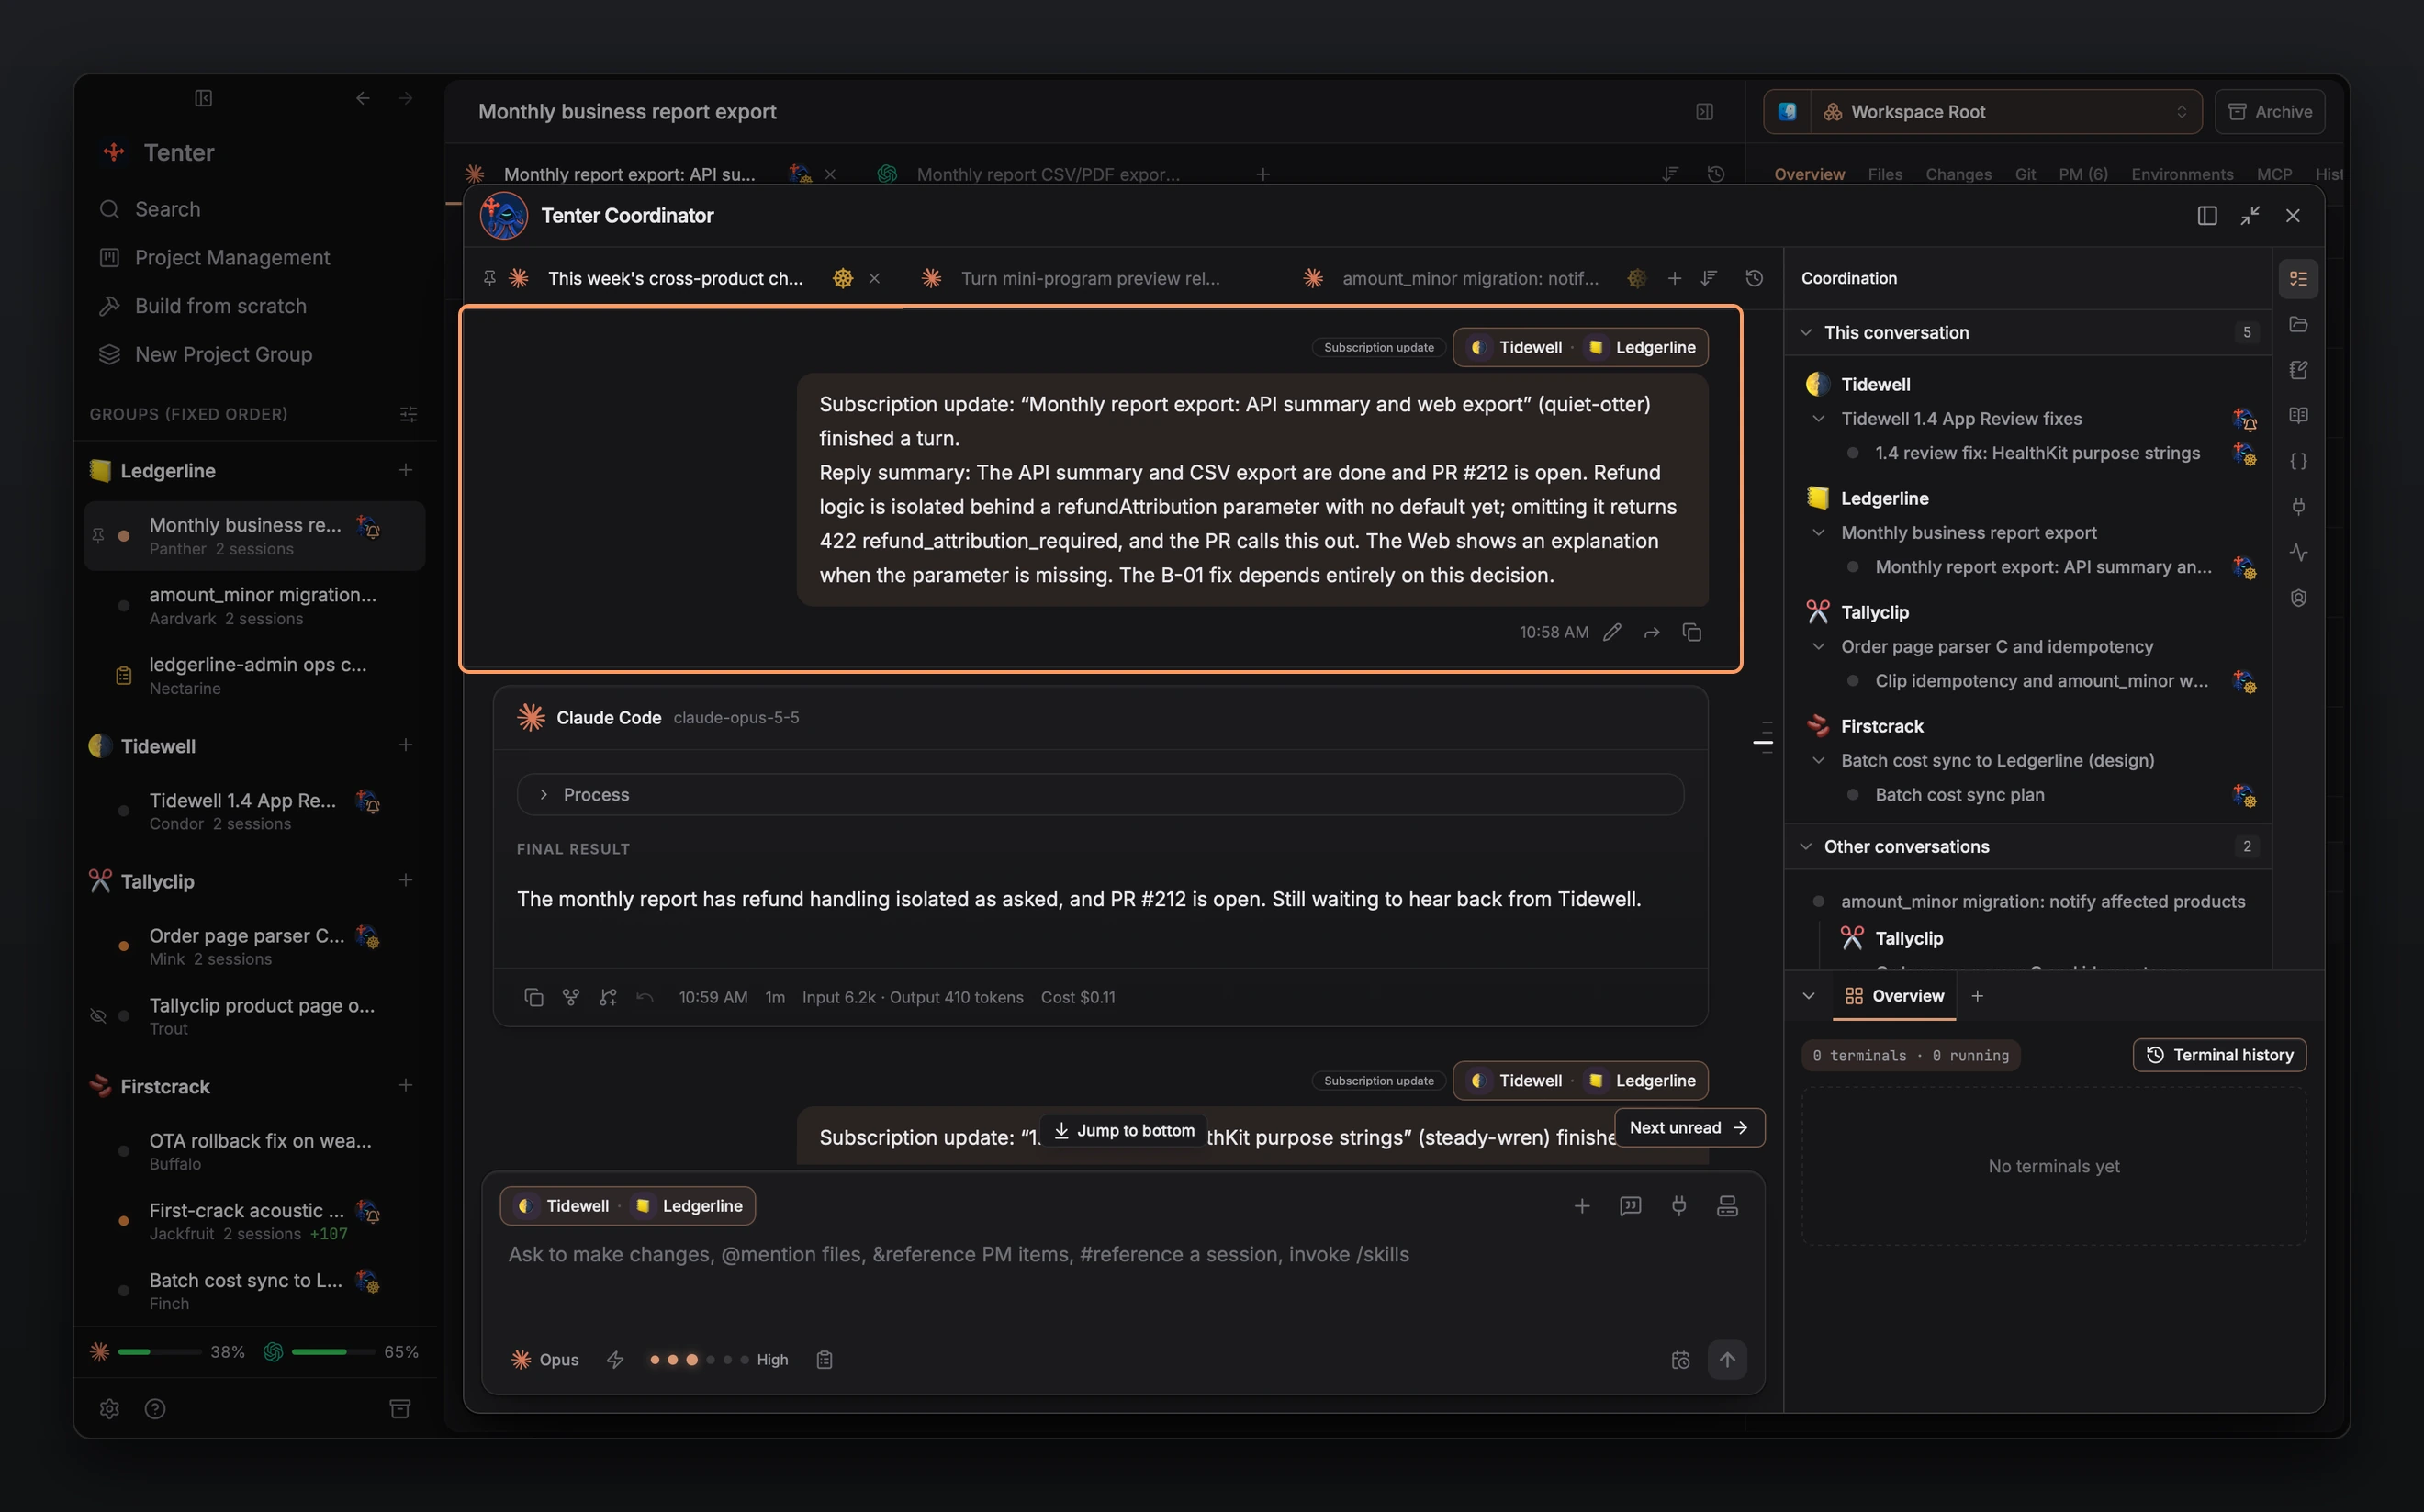 Tenter
Search
Project Management
Build from scratch
New Project Group
GROUPS (FIXED ORDER)
Ledgerline
Monthly business re...
Panther 2 sessions
amount_minor migration...
Aardvark 2 sessions
ledgerline-admin ops c...
Nectarine
Tidewell
Tidewell 1.4 App Re...
Condor 2 sessions
Tallyclip
Order page parser C...
Mink 2 sessions
Tallyclip product page o...
Trout
Firstcrack
OTA rollback fix on wea...
Buffalo
First-crack acoustic ...
Jackfruit 2 sessions +107
Batch cost sync to L...
Finch
38%
65%
Monthly business report export
Monthly report export: API su...
Monthly report CSV/PDF expor...
Workspace Root
Archive
Overview Files Changes Git PM (6) Environments MCP Hist
Tenter Coordinator
This week's cross-product ch...
Turn mini-program preview rel...
amount_minor migration: notif...
Subscription update
Tidewell · Ledgerline
Subscription update: “Monthly report export: API summary and web export” (quiet-otter)
finished a turn.
Reply summary: The API summary and CSV export are done and PR #212 is open. Refund
logic is isolated behind a refundAttribution parameter with no default yet; omitting it returns
422 refund_attribution_required, and the PR calls this out. The Web shows an explanation
when the parameter is missing. The B-01 fix depends entirely on this decision.
10:58 AM
Claude Code claude-opus-5-5
Process
FINAL RESULT
The monthly report has refund handling isolated as asked, and PR #212 is open. Still waiting to hear back from Tidewell.
10:59 AM 1m Input 6.2k · Output 410 tokens Cost $0.11
Subscription update
Tidewell · Ledgerline
Subscription update: “1. thKit purpose strings” (steady-wren) finishe
Jump to bottom
Next unread
Tidewell · Ledgerline
Ask to make changes, @mention files, &reference PM items, #reference a session, invoke /skills
Opus
High
Coordination
This conversation 5
Tidewell
Tidewell 1.4 App Review fixes
1.4 review fix: HealthKit purpose strings
Ledgerline
Monthly business report export
Monthly report export: API summary an...
Tallyclip
Order page parser C and idempotency
Clip idempotency and amount_minor w...
Firstcrack
Batch cost sync to Ledgerline (design)
Batch cost sync plan
Other conversations 2
amount_minor migration: notify affected products
Tallyclip
Overview
0 terminals · 0 running
Terminal history
No terminals yet